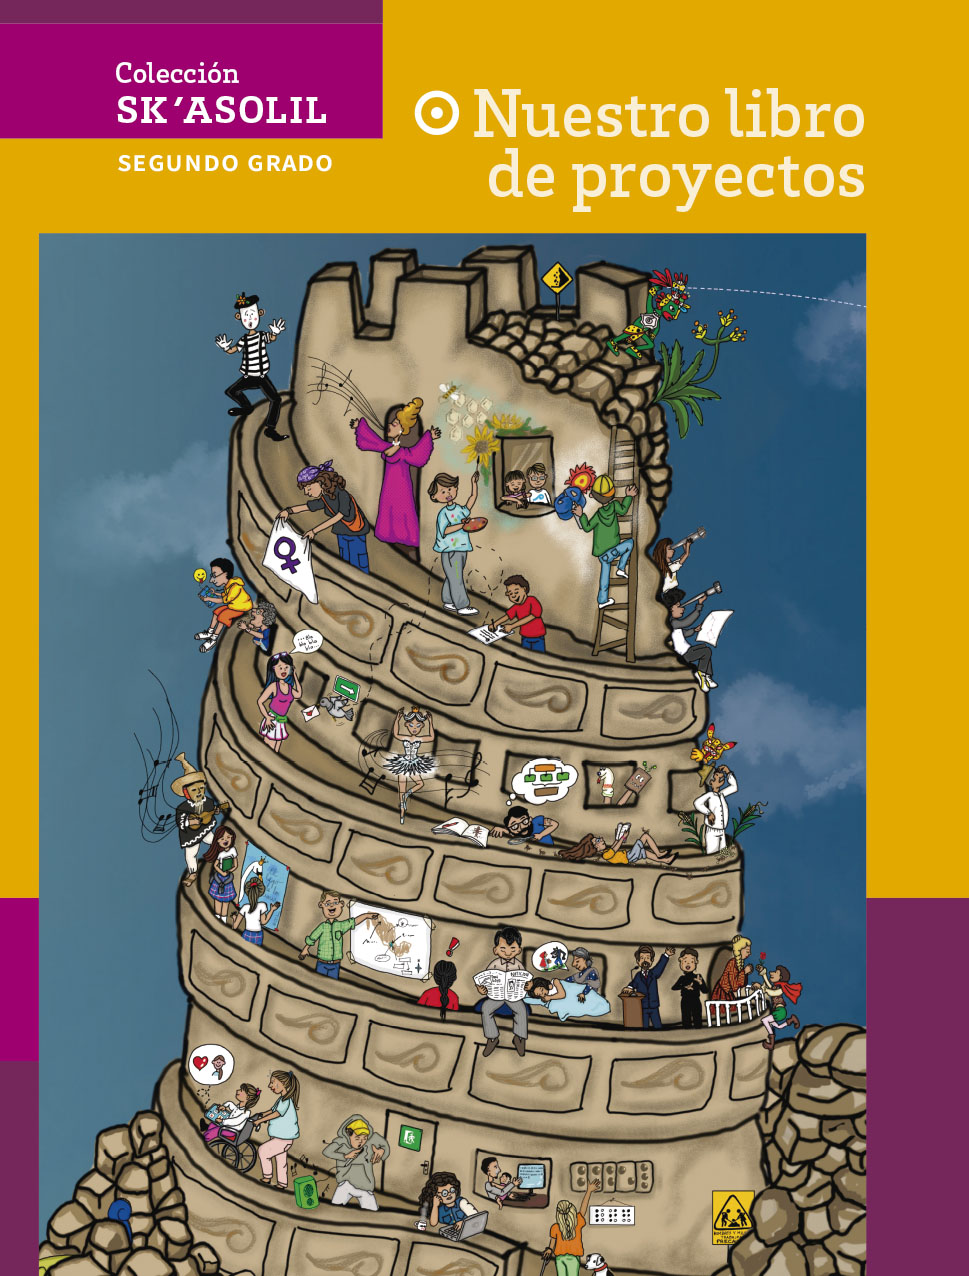 Colección
SK'ASOLIL
SEGUNDO GRADO
Nuestro libro
de proyectos